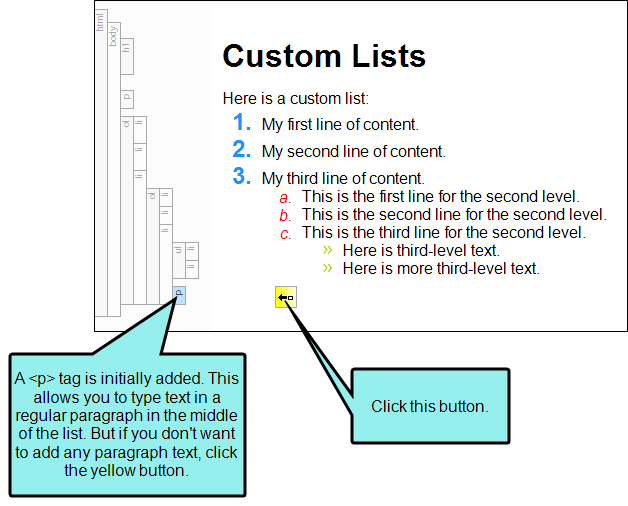 html
body
h1
Custom Lists
p
Here is a custom list:
ol
li
1. My first line of content.
li
2. My second line of content.
li
3. My third line of content.
ol
li
a. This is the first line for the second level.
li
b. This is the second line for the second level.
li
c. This is the third line for the second level.
ul
li
» Here is third-level text.
li
» Here is more third-level text.
p
A <p> tag is initially added. This
allows you to type text in a
regular paragraph in the middle
of the list. But if you don't want
to add any paragraph text, click
the yellow button.
Click this button.